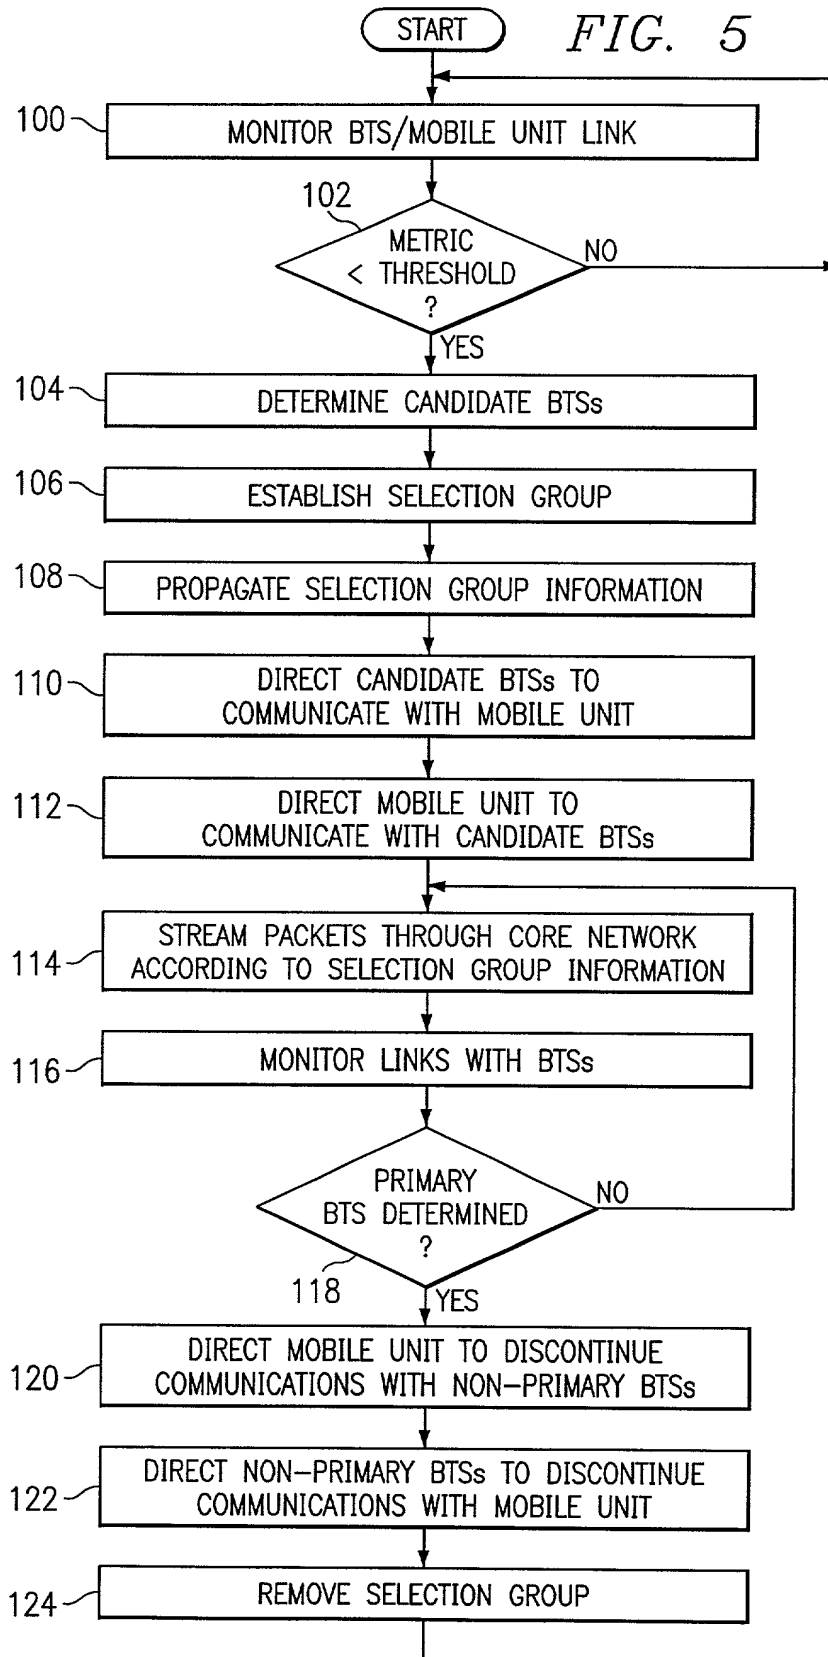 START
FIG. 5
100
MONITOR BTS/MOBILE UNIT LINK
102
METRIC
< THRESHOLD
?
NO
YES
104
DETERMINE CANDIDATE BTSs
106
ESTABLISH SELECTION GROUP
108
PROPAGATE SELECTION GROUP INFORMATION
110
DIRECT CANDIDATE BTSs TO
COMMUNICATE WITH MOBILE UNIT
112
DIRECT MOBILE UNIT TO
COMMUNICATE WITH CANDIDATE BTSs
114
STREAM PACKETS THROUGH CORE NETWORK
ACCORDING TO SELECTION GROUP INFORMATION
116
MONITOR LINKS WITH BTSs
PRIMARY
BTS DETERMINED
?
NO
118
YES
120
DIRECT MOBILE UNIT TO DISCONTINUE
COMMUNICATIONS WITH NON-PRIMARY BTSs
122
DIRECT NON-PRIMARY BTSs TO DISCONTINUE
COMMUNICATIONS WITH MOBILE UNIT
124
REMOVE SELECTION GROUP